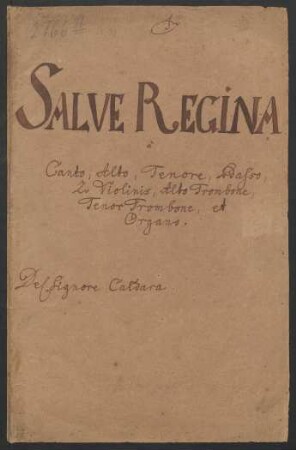 SALVE REGINA
à
Canto, Alto, Tenore, Basso,
2 Violinis, Alto Trombone,
Tenor Trombone, et
Organo.
Del Signore Caldara.